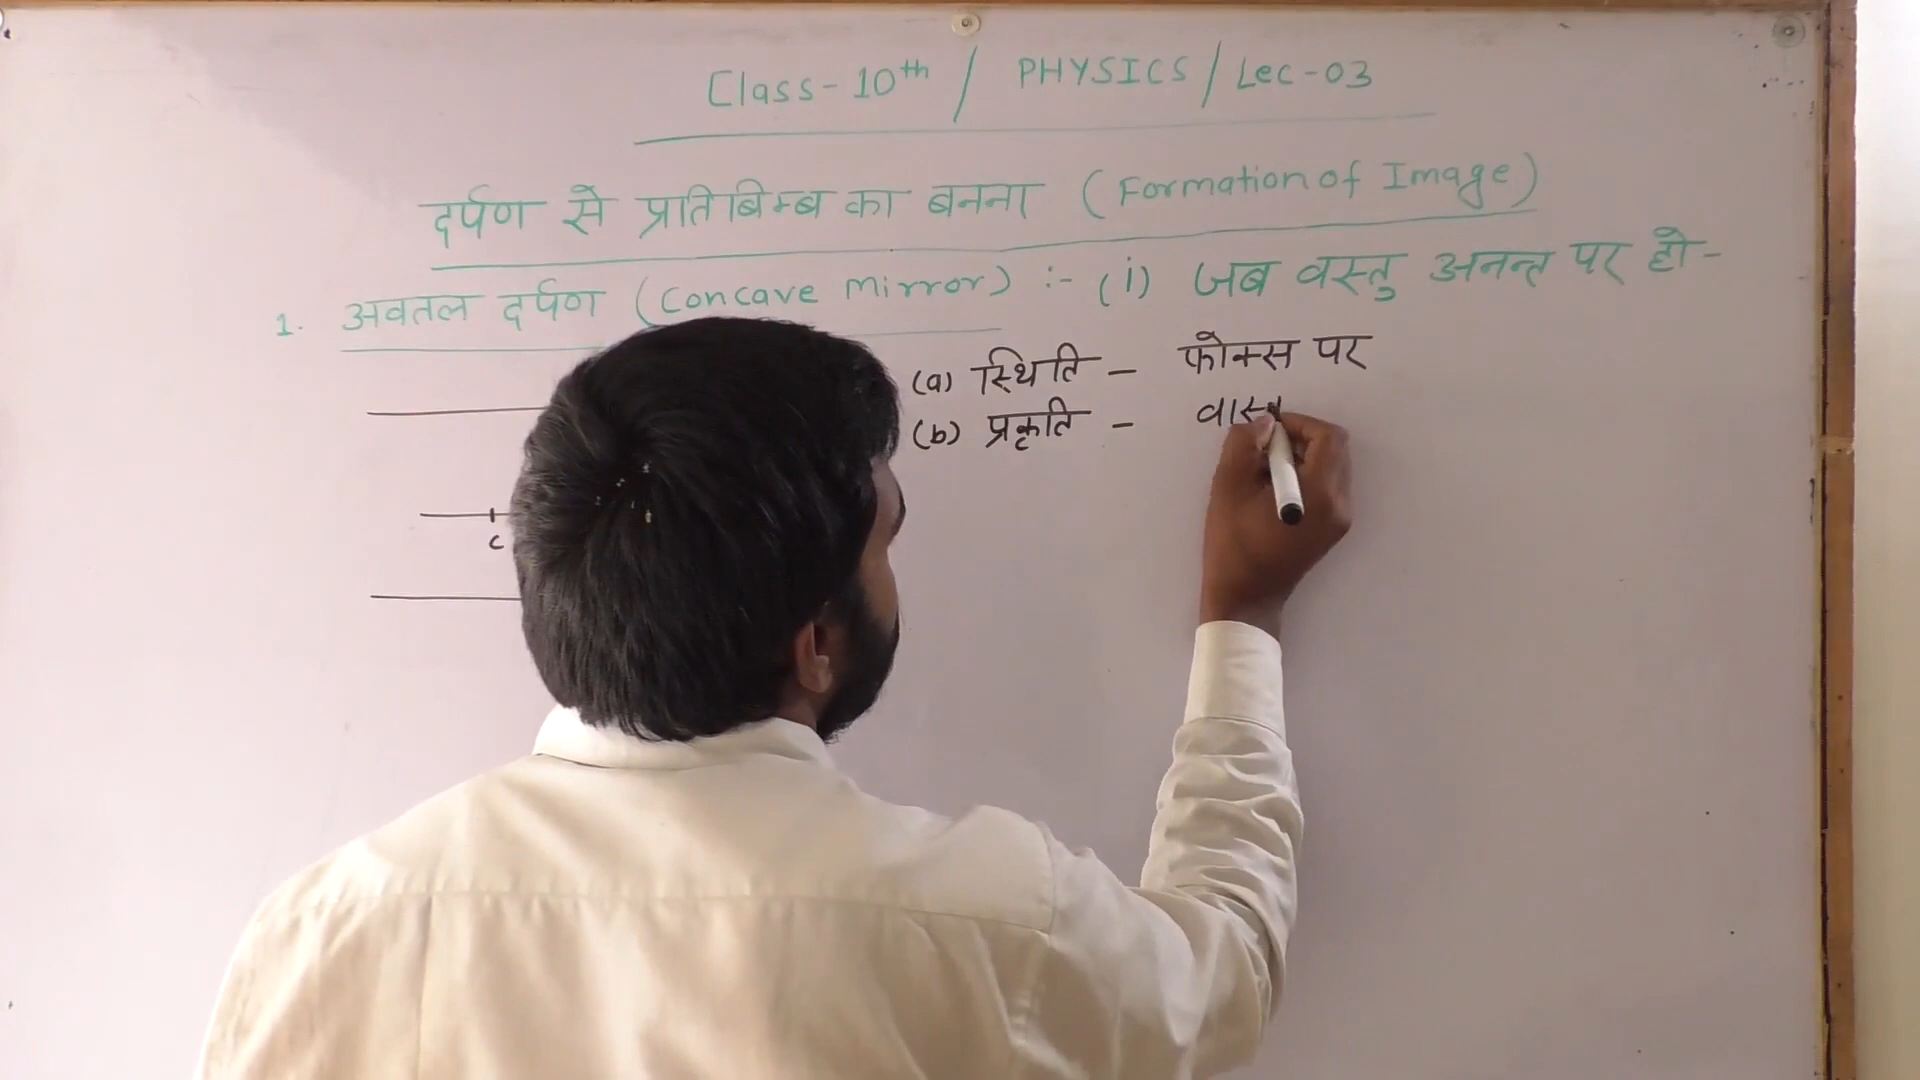 Class-10th / PHYSICS / Lec-03
दर्पण से प्रतिबिम्ब का बनना (Formation of Image)
1. अवतल दर्पण (Concave Mirror) :- (i) जब वस्तु अनन्त पर हो-
(a) स्थिति - फोक्स पर
(b) प्रकृति -
C